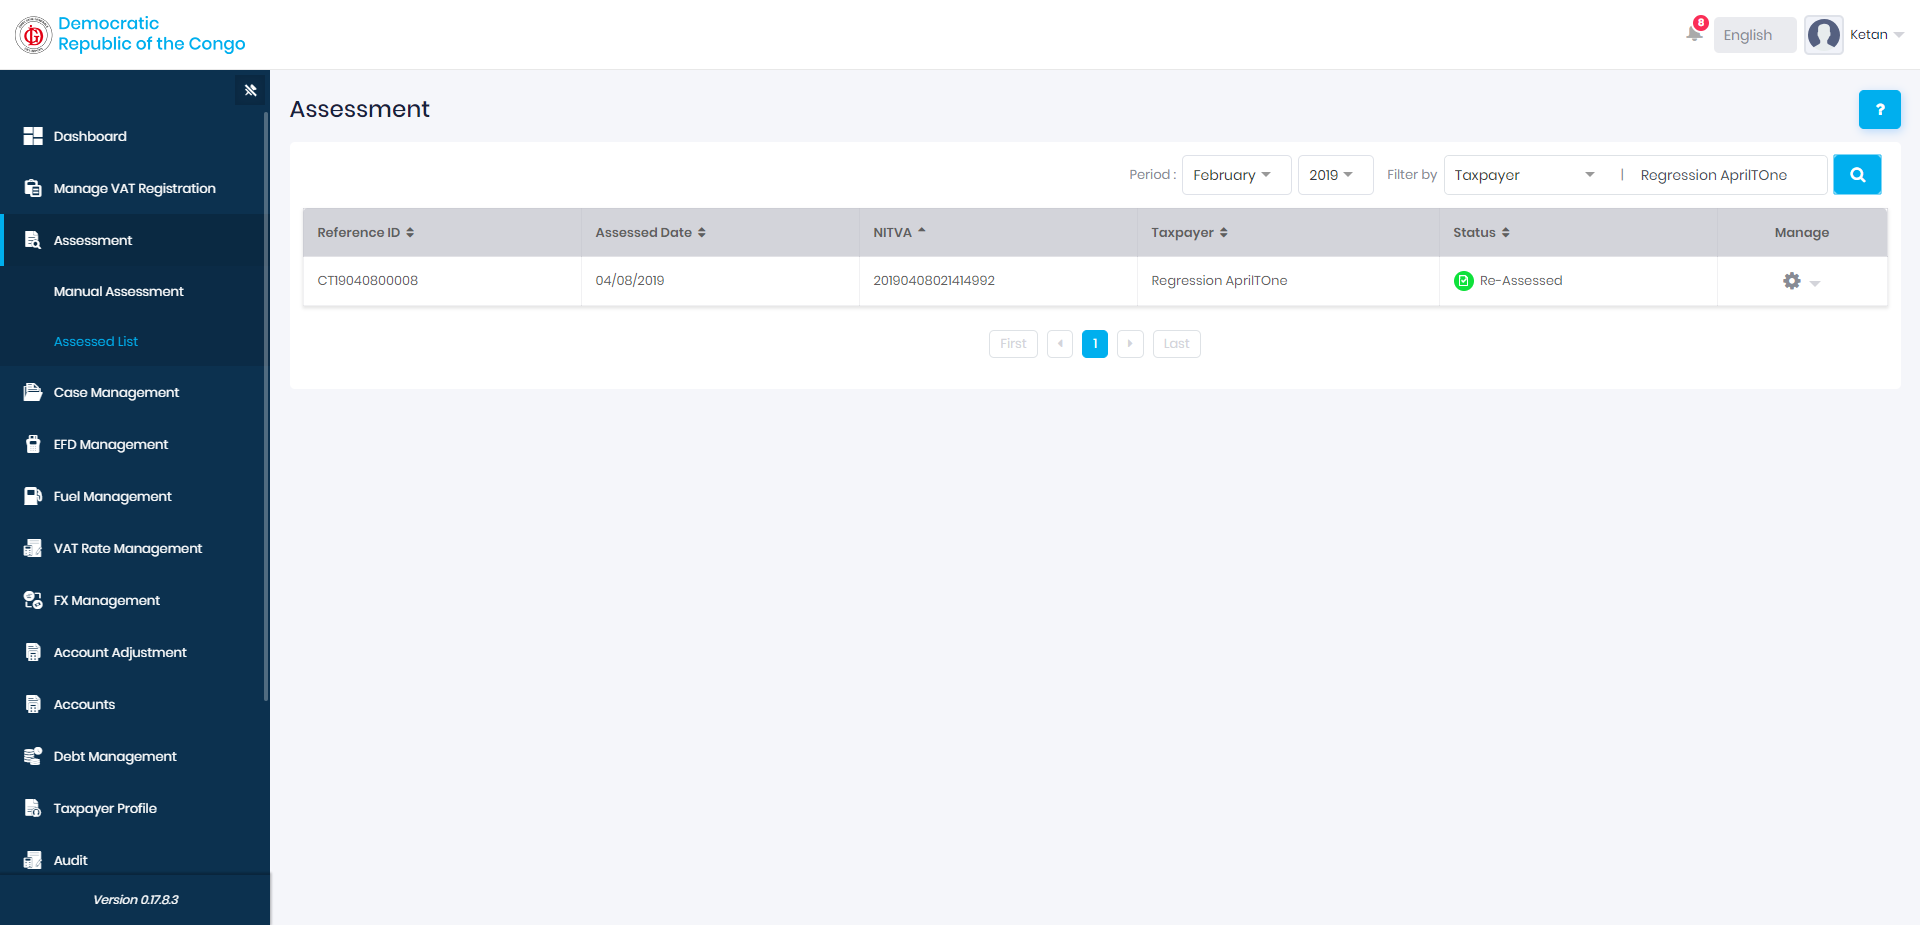 Democratic
Republic of the Congo
8
English
Ketan
Dashboard
Manage VAT Registration
Assessment
Manual Assessment
Assessed List
Case Management
EFD Management
Fuel Management
VAT Rate Management
FX Management
Account Adjustment
Accounts
Debt Management
Taxpayer Profile
Audit
Version 0.17.8.3
Assessment
?
Period : February 2019 Filter by Taxpayer | Regression AprilTOne
Reference ID Assessed Date NITVA Taxpayer Status Manage
CT19040800008 04/08/2019 20190408021414992 Regression AprilTOne Re-Assessed
First 1 Last